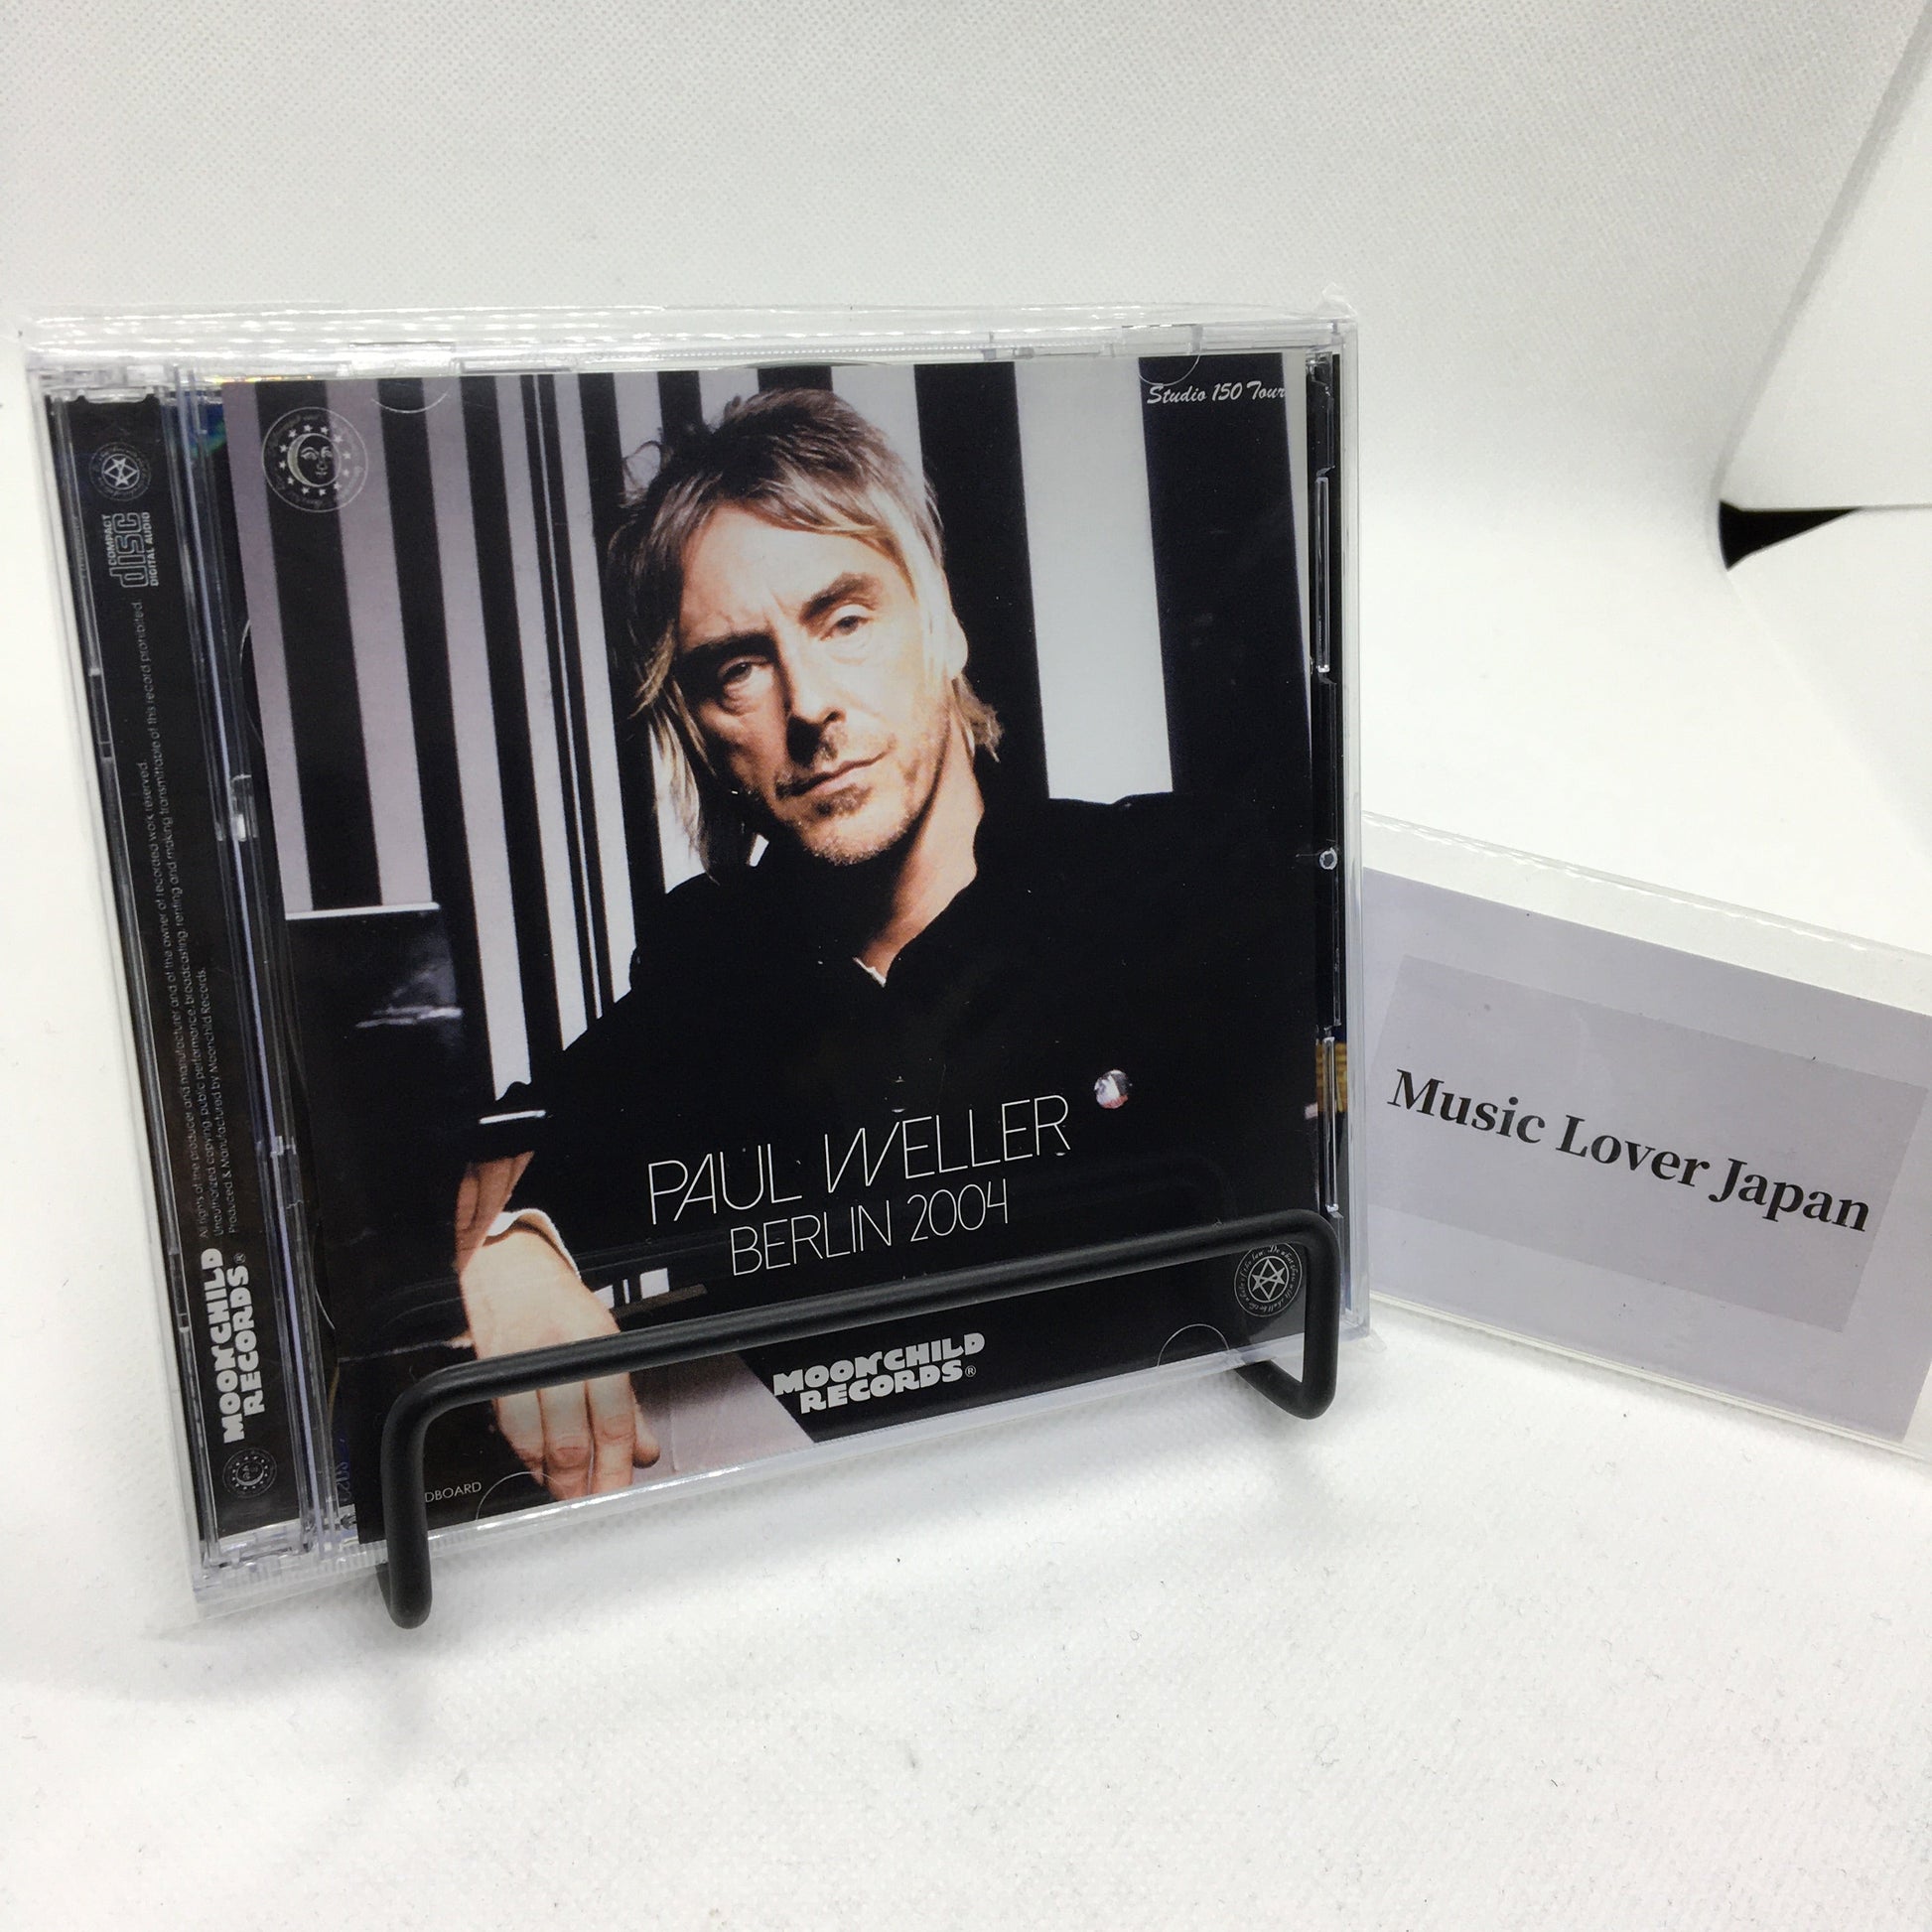 Studio 150 Tour
PAUL WELLER
BERLIN 2004
MOONCHILD
RECORDS®
DBOARD
COMPACT
disc
DIGITAL AUDIO
All rights of the producer and manufacturer and of the owner of recorded work reserved.
Unauthorized copying, public performance, broadcasting, renting and making transmittable of this record prohibited.
Produced & Manufactured by Moonchild Records.
MOONCHILD
RECORDS®
Music Lover Japan